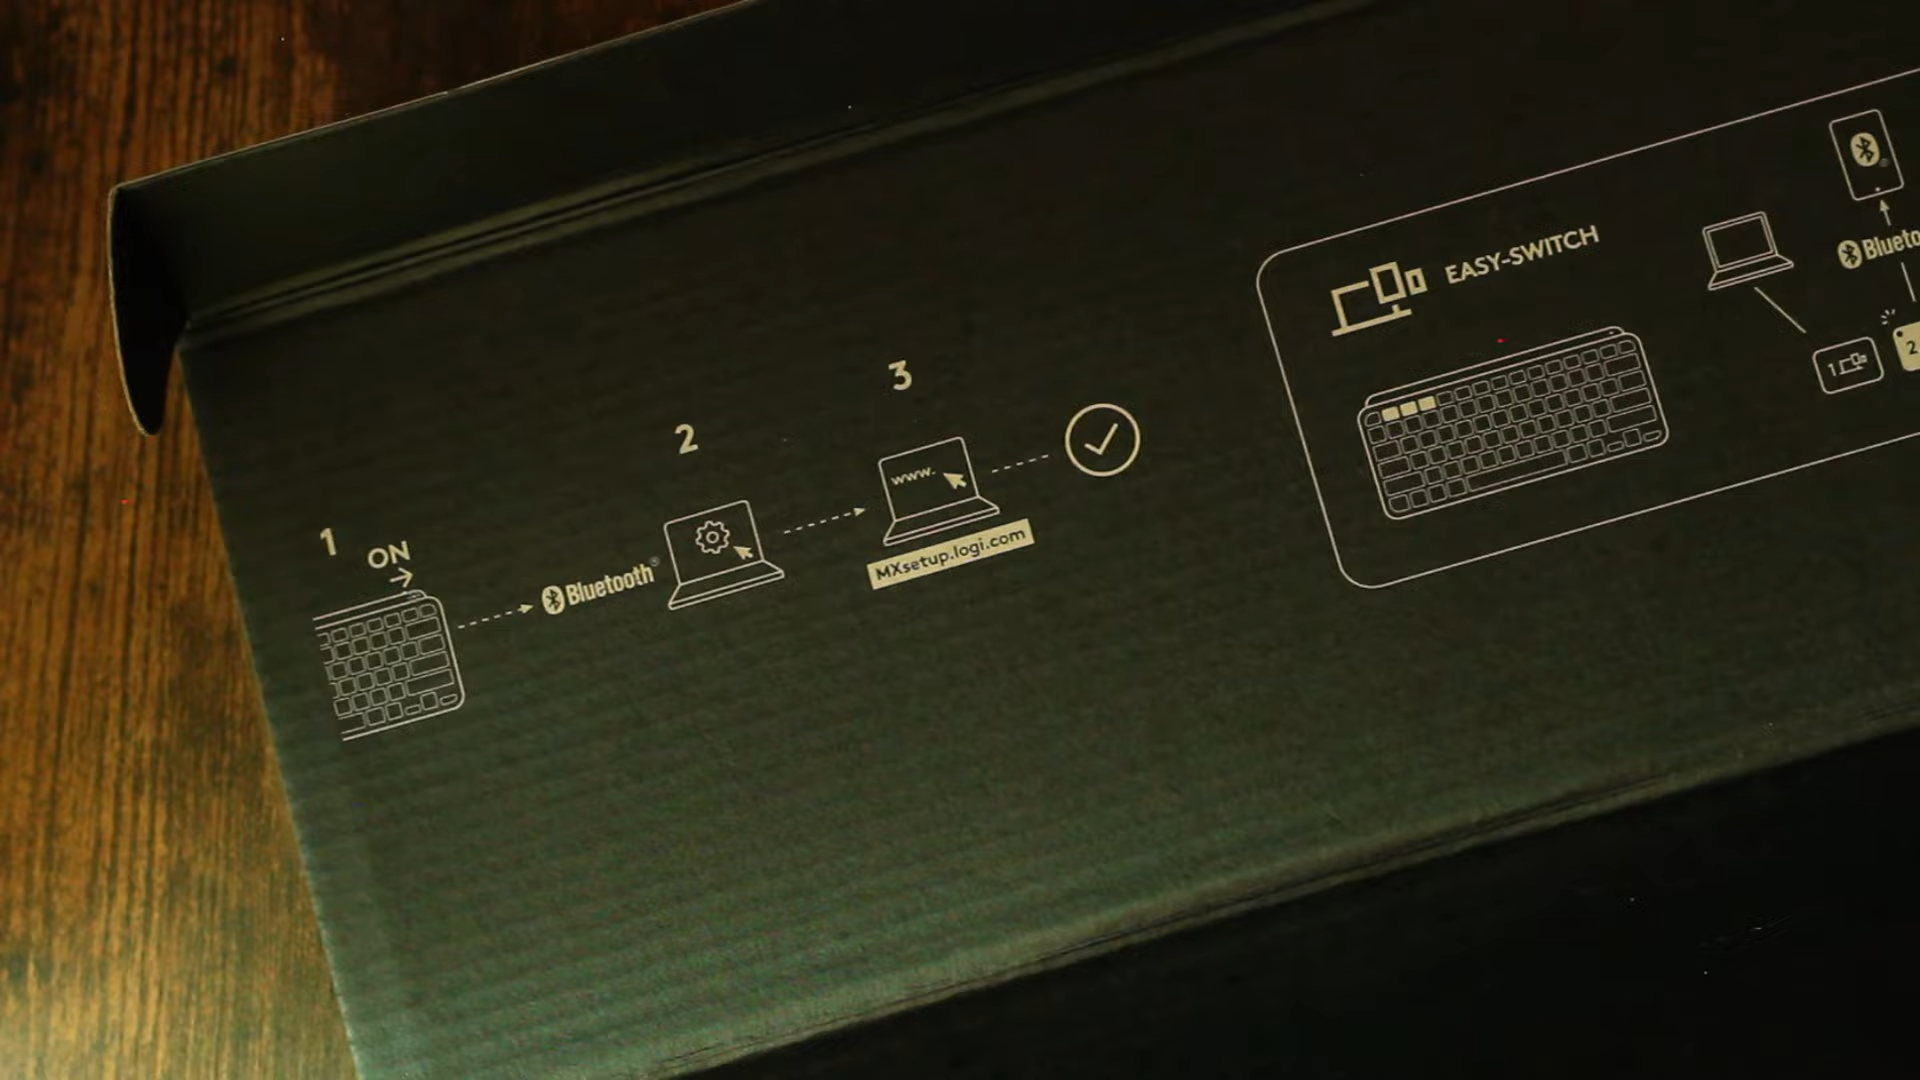 1
ON
Bluetooth®
2
3
www.
MXsetup.logi.com
EASY-SWITCH
1
2